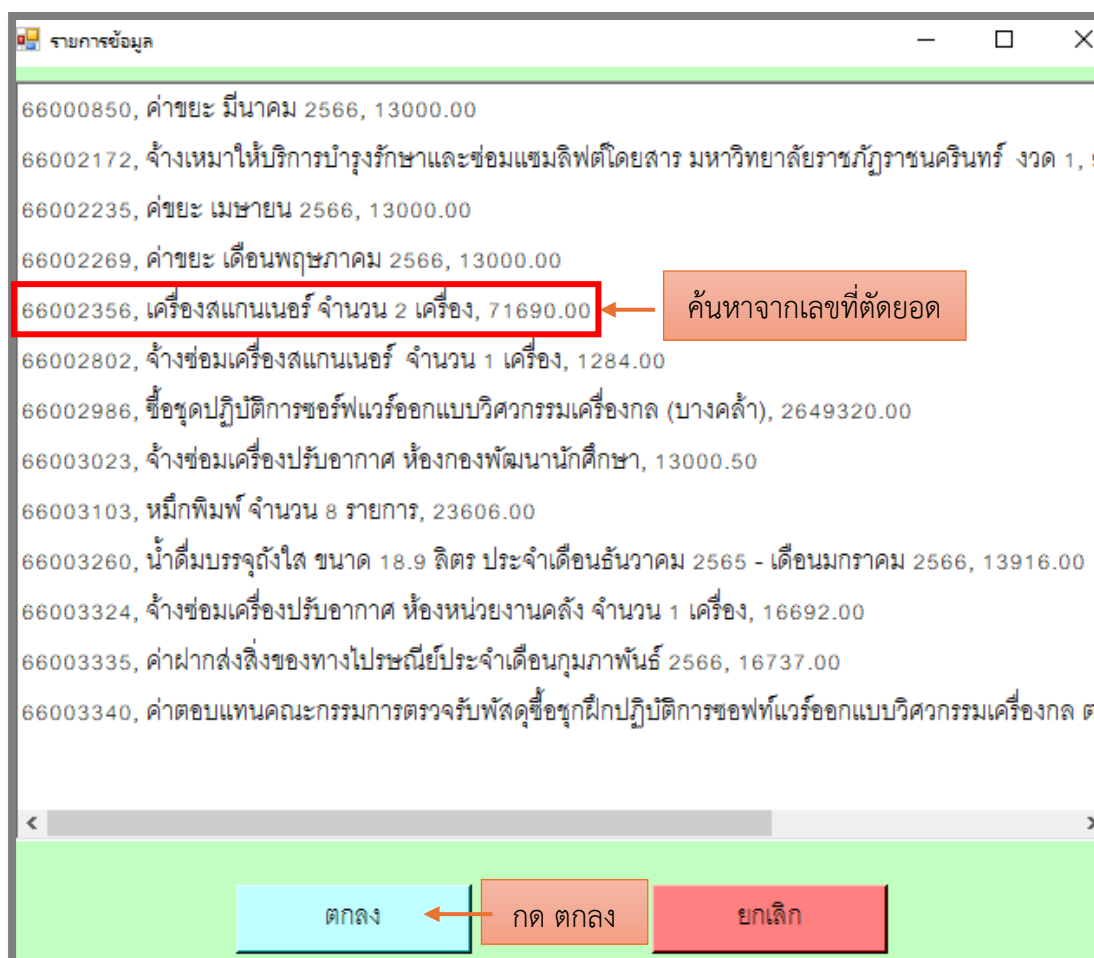 รายการข้อมูล
66000850, ค่าขยะ มีนาคม 2566, 13000.00
66002172, จ้างเหมาให้บริการบำรุงรักษาและซ่อมแซมลิฟต์โดยสาร มหาวิทยาลัยราชภัฏราชนครินทร์ งวด 1,
66002235, ค่ขยะ เมษายน 2566, 13000.00
66002269, ค่าขยะ เดือนพฤษภาคม 2566, 13000.00
66002356, เครื่องสแกนเนอร์ จำนวน 2 เครื่อง, 71690.00 ค้นหาจากเลขที่ตัดยอด
66002802, จ้างซ่อมเครื่องสแกนเนอร์ จำนวน 1 เครื่อง, 1284.00
66002986, ซื้อชุดปฏิบัติการซอร์ฟแวร์ออกแบบวิศวกรรมเครื่องกล (บางคล้า), 2649320.00
66003023, จ้างซ่อมเครื่องปรับอากาศ ห้องกองพัฒนานักศึกษา, 13000.50
66003103, หมึกพิมพ์ จำนวน 8 รายการ, 23606.00
66003260, น้ำดื่มบรรจุถังใส ขนาด 18.9 ลิตร ประจำเดือนธันวาคม 2565 - เดือนมกราคม 2566, 13916.00
66003324, จ้างซ่อมเครื่องปรับอากาศ ห้องหน่วยงานคลัง จำนวน 1 เครื่อง, 16692.00
66003335, ค่าฝากส่งสิ่งของทางไปรษณีย์ประจำเดือนกุมภาพันธ์ 2566, 16737.00
66003340, ค่าตอบแทนคณะกรรมการตรวจรับพัสดุซื้อชุกฝึกปฏิบัติการซอฟท์แวร์ออกแบบวิศวกรรมเครื่องกล ต
ตกลง กด ตกลง ยกเลิก